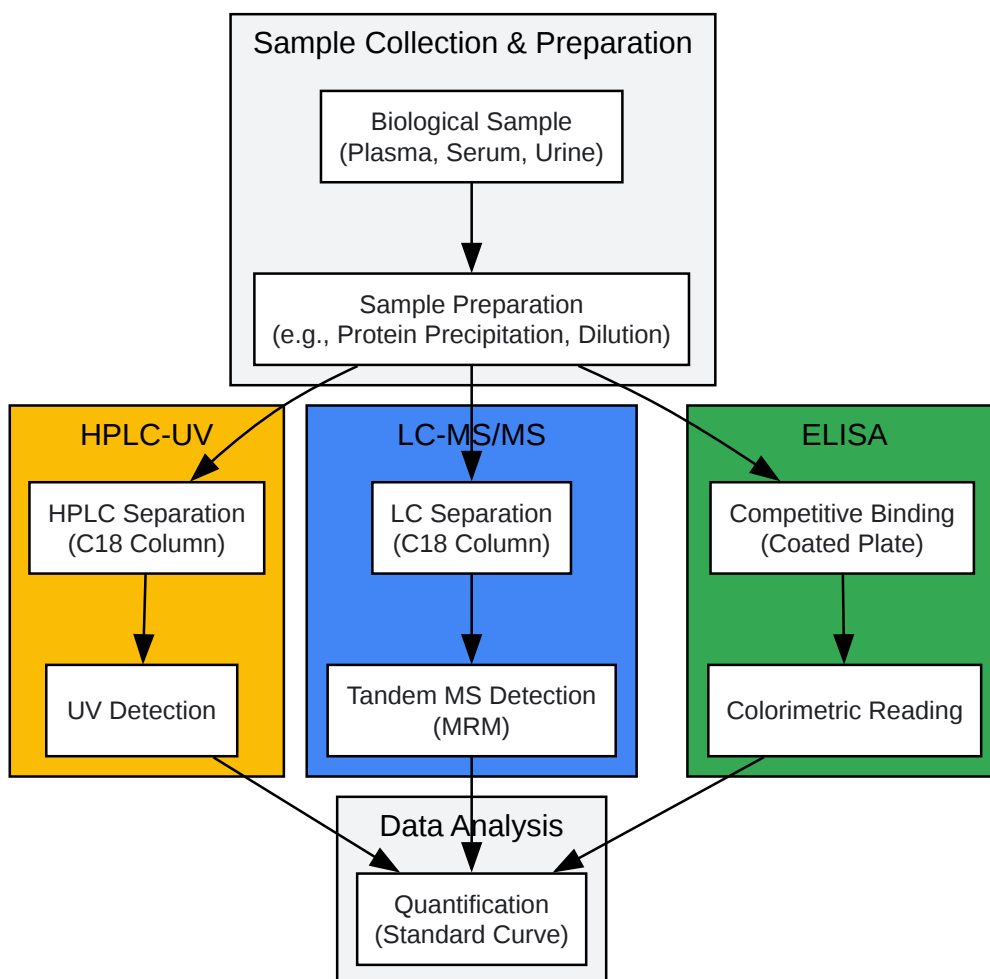 Sample Collection & Preparation
Biological Sample
(Plasma, Serum, Urine)
Sample Preparation
(e.g., Protein Precipitation, Dilution)
HPLC-UV
HPLC Separation
(C18 Column)
UV Detection
LC-MS/MS
LC Separation
(C18 Column)
Tandem MS Detection
(MRM)
ELISA
Competitive Binding
(Coated Plate)
Colorimetric Reading
Data Analysis
Quantification
(Standard Curve)